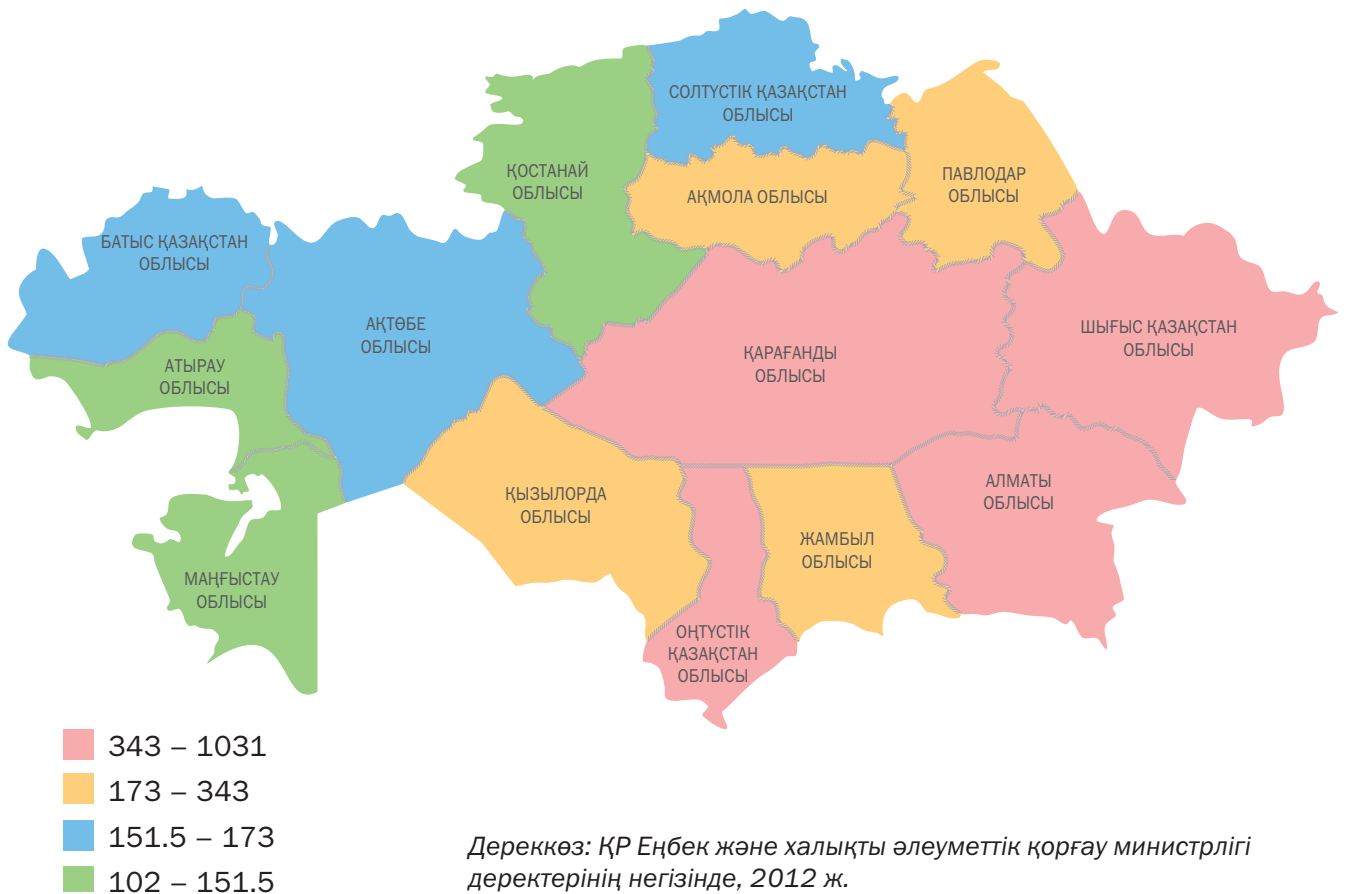 СОЛТҮСТІК ҚАЗАҚСТАН
ОБЛЫСЫ
ҚОСТАНАЙ
ОБЛЫСЫ
АҚМОЛА ОБЛЫСЫ
ПАВЛОДАР
ОБЛЫСЫ
БАТЫС ҚАЗАҚСТАН
ОБЛЫСЫ
АҚТӨБЕ
ОБЛЫСЫ
ШЫҒЫС ҚАЗАҚСТАН
ОБЛЫСЫ
ҚАРАҒАНДЫ
ОБЛЫСЫ
АТЫРАУ
ОБЛЫСЫ
ҚЫЗЫЛОРДА
ОБЛЫСЫ
АЛМАТЫ
ОБЛЫСЫ
ЖАМБЫЛ
ОБЛЫСЫ
МАҢҒЫСТАУ
ОБЛЫСЫ
ОҢТҮСТІК
ҚАЗАҚСТАН
ОБЛЫСЫ
343 – 1031
173 – 343
151.5 – 173
102 – 151.5
Дереккөз: ҚР Еңбек және халықты әлеуметтік қорғау министрлігі
деректерінің негізінде, 2012 ж.